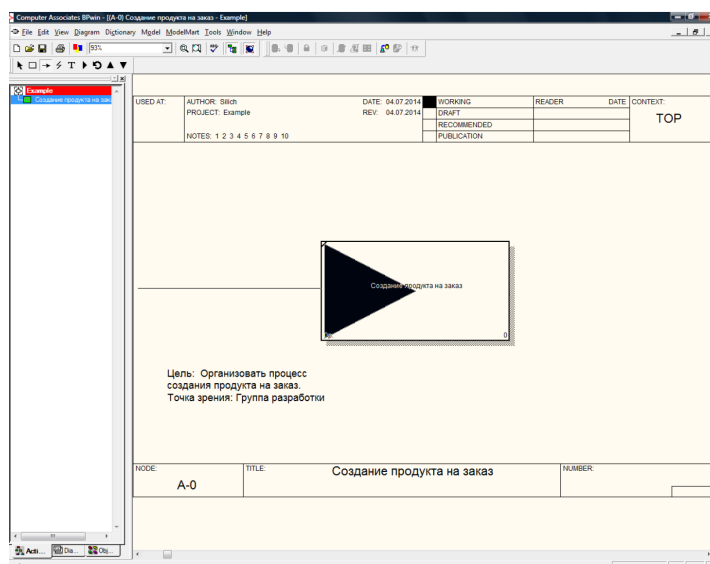 Computer Associates BPwin - [(A-0) Создание продукта на заказ - Example]
File Edit View Diagram Dictionary Model ModelMart Tools Window Help
93%
Example
Создание продукта на зак
USED AT:
AUTHOR: Silich
DATE: 04.07.2014
WORKING
READER
DATE
CONTEXT:
PROJECT: Example
REV: 04.07.2014
DRAFT
TOP
RECOMMENDED
NOTES: 1 2 3 4 5 6 7 8 9 10
PUBLICATION
Создание продукта на заказ
0
Цель: Организовать процесс
создания продукта на заказ.
Точка зрения: Группа разработки
NODE:
TITLE:
NUMBER:
A-0
Создание продукта на заказ
Acti...
Dia...
Obj...